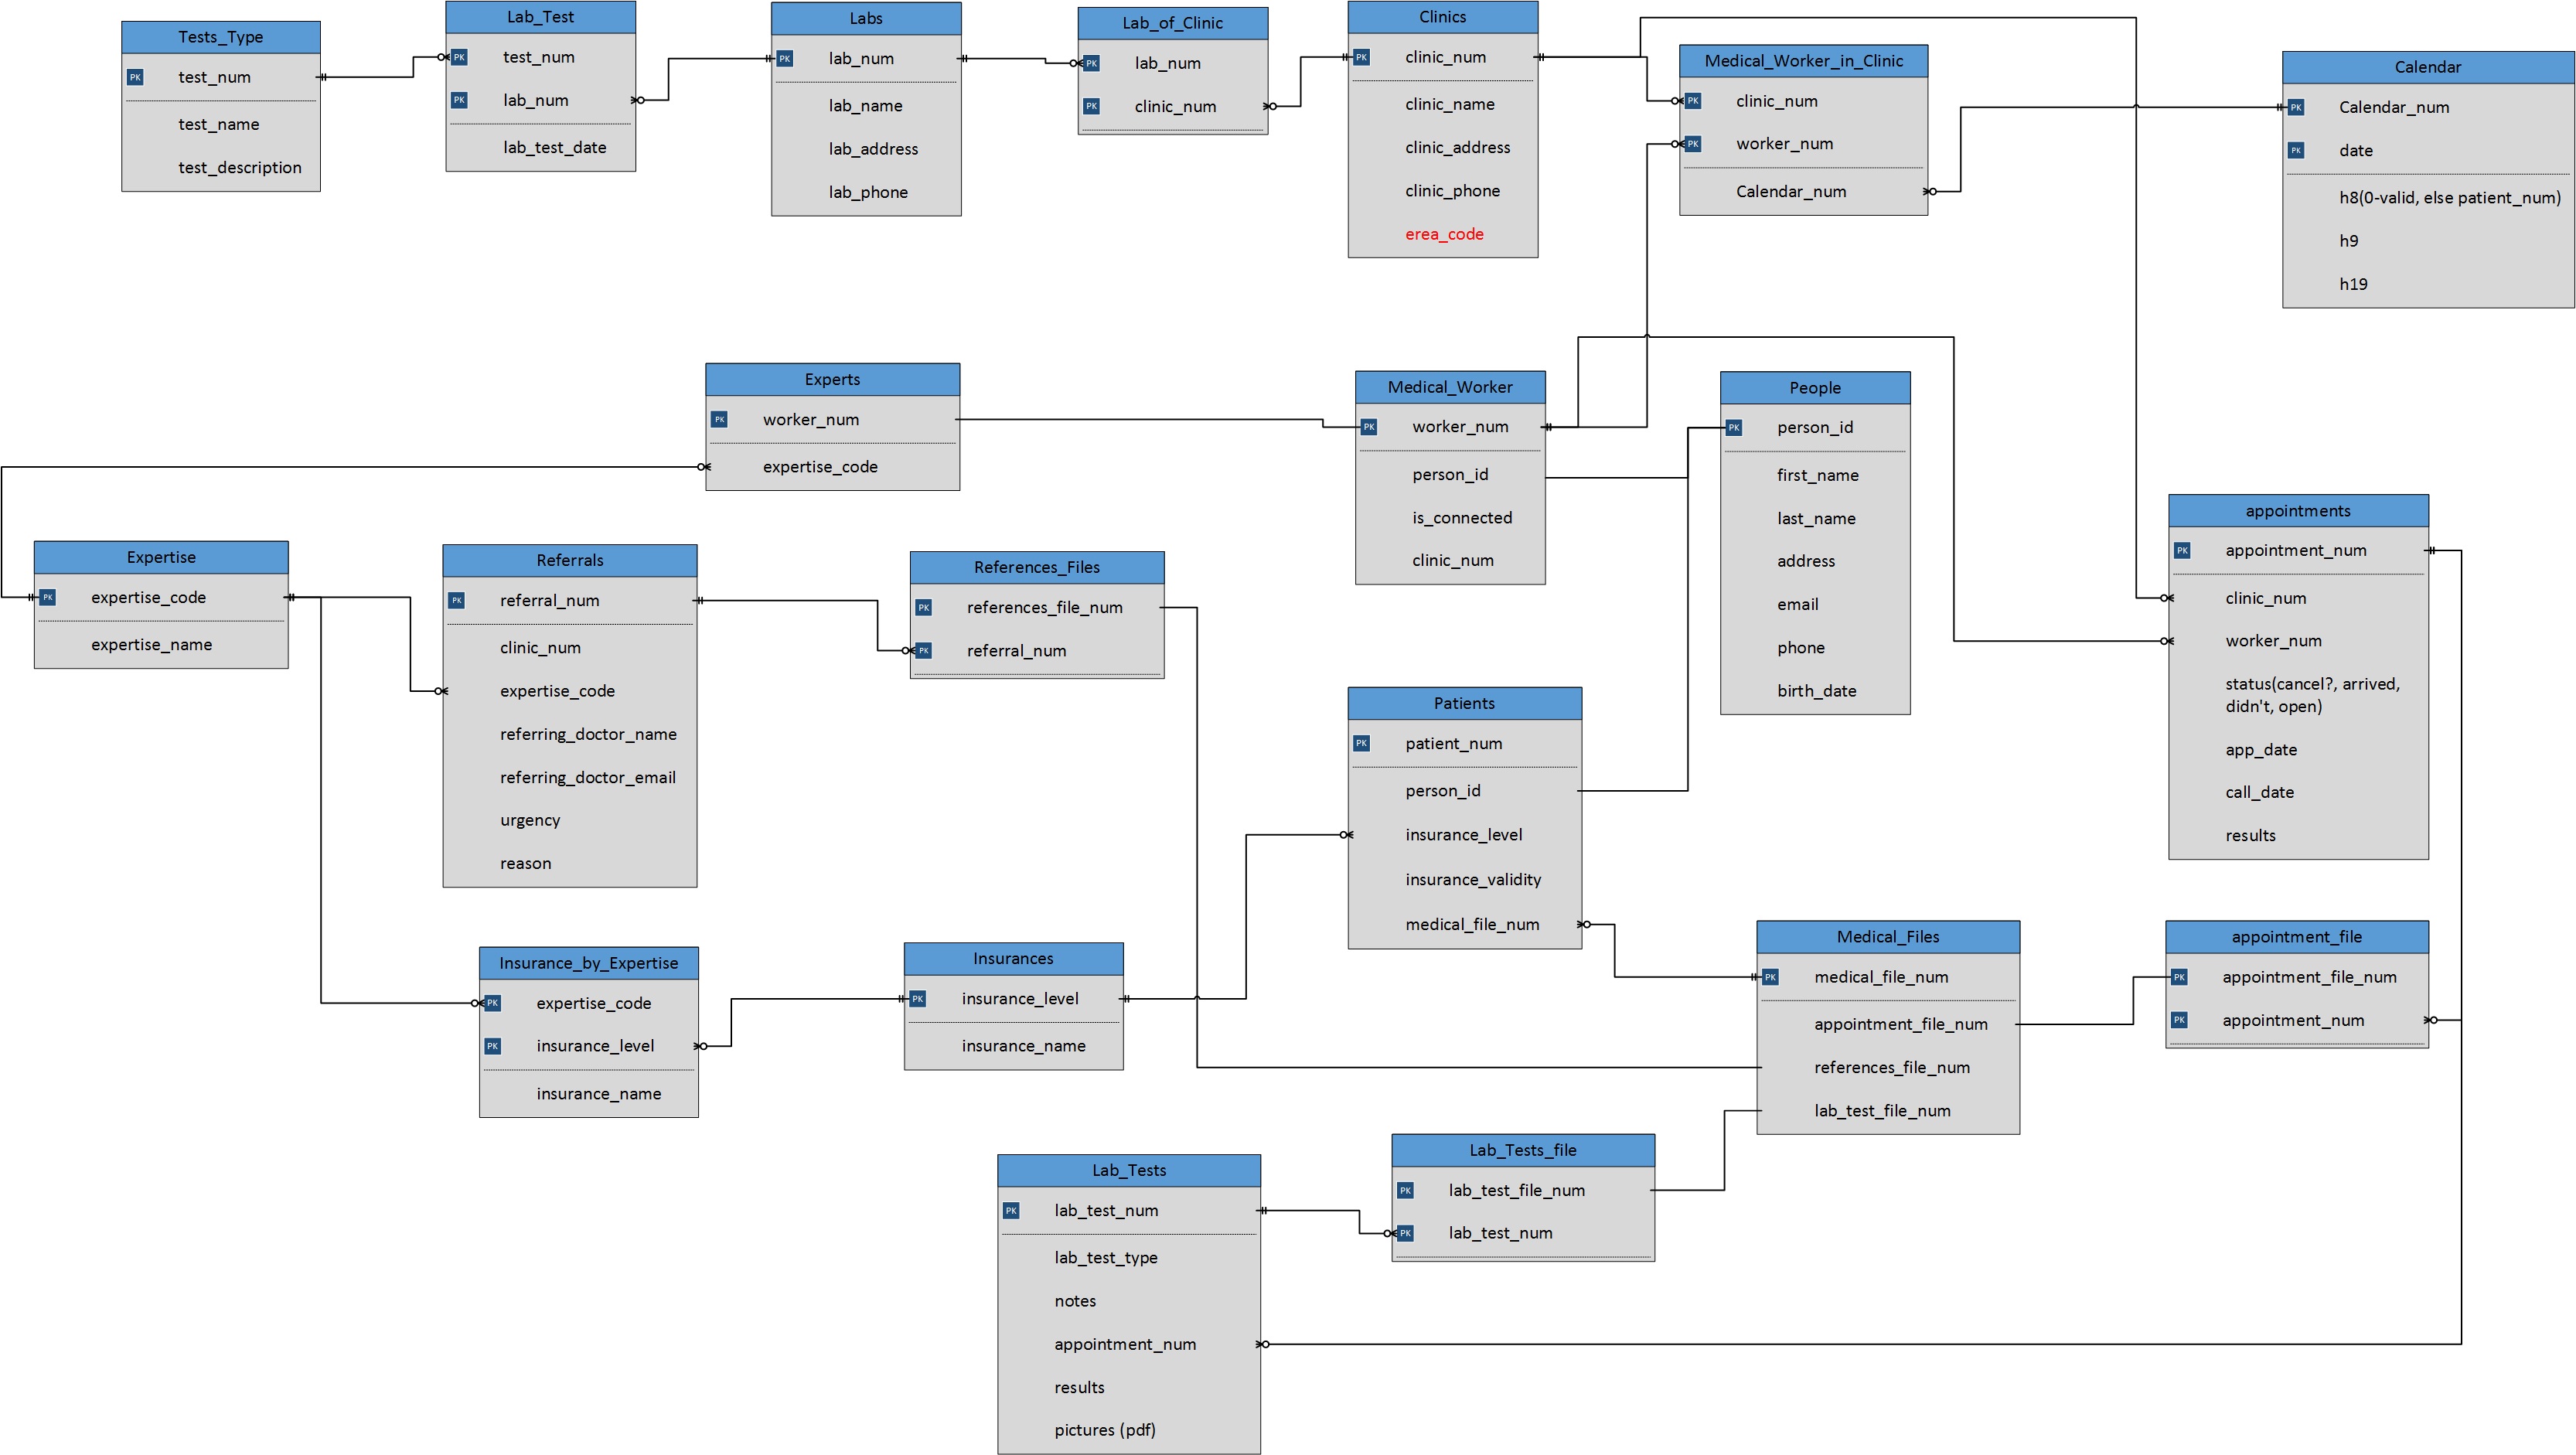 Tests_Type
PK test_num
test_name
test_description
Lab_Test
PK test_num
PK lab_num
lab_test_date
Labs
PK lab_num
lab_name
lab_address
lab_phone
Lab_of_Clinic
PK lab_num
PK clinic_num
Clinics
PK clinic_num
clinic_name
clinic_address
clinic_phone
erea_code
Medical_Worker_in_Clinic
PK clinic_num
PK worker_num
Calendar_num
Calendar
PK Calendar_num
PK date
h8(0-valid, else patient_num)
h9
h19
Experts
PK worker_num
expertise_code
Medical_Worker
PK worker_num
person_id
is_connected
clinic_num
People
PK person_id
first_name
last_name
address
email
phone
birth_date
appointments
PK appointment_num
clinic_num
worker_num
status(cancel?, arrived,
didn't, open)
app_date
call_date
results
Expertise
PK expertise_code
expertise_name
Referrals
PK referral_num
clinic_num
expertise_code
referring_doctor_name
referring_doctor_email
urgency
reason
References_Files
PK references_file_num
PK referral_num
Patients
PK patient_num
person_id
insurance_level
insurance_validity
medical_file_num
Insurance_by_Expertise
PK expertise_code
PK insurance_level
insurance_name
Insurances
PK insurance_level
insurance_name
Medical_Files
PK medical_file_num
appointment_file_num
references_file_num
lab_test_file_num
appointment_file
PK appointment_file_num
PK appointment_num
Lab_Tests
PK lab_test_num
lab_test_type
notes
appointment_num
results
pictures (pdf)
Lab_Tests_file
PK lab_test_file_num
PK lab_test_num